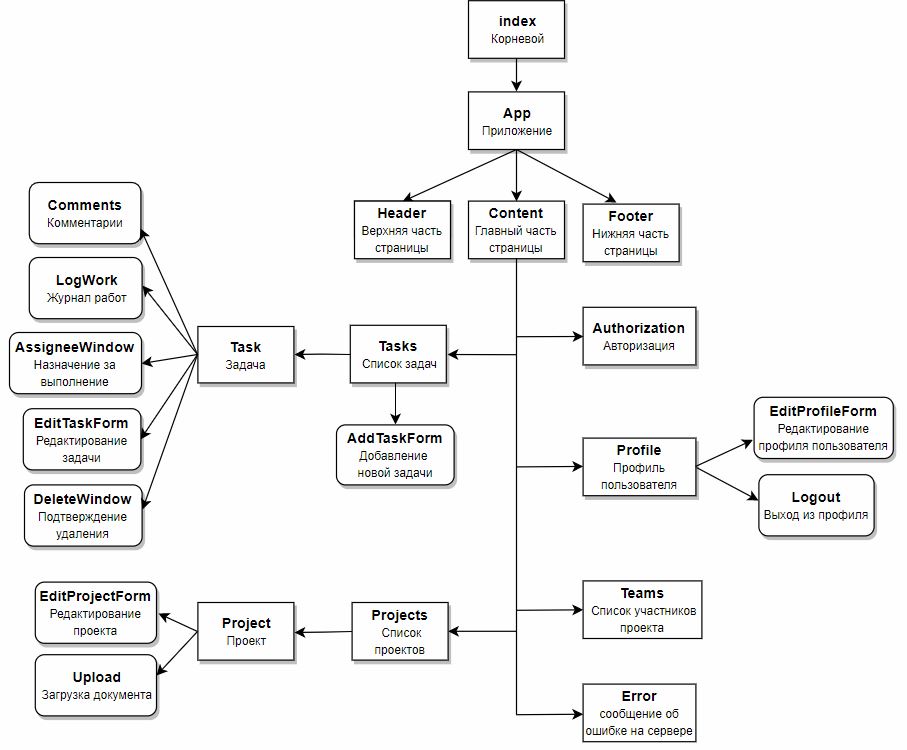 index
Корневой
App
Приложение
Header
Верхняя часть
страницы
Content
Главный часть
страницы
Footer
Нижняя часть
страницы
Comments
Комментарии
LogWork
Журнал работ
AssigneeWindow
Назначение за
выполнение
EditTaskForm
Редактирование
задачи
DeleteWindow
Подтверждение
удаления
Task
Задача
Tasks
Список задач
AddTaskForm
Добавление
новой задачи
Authorization
Авторизация
Profile
Профиль
пользователя
EditProfileForm
Редактирование
профиля пользователя
Logout
Выход из профиля
EditProjectForm
Редактирование
проекта
Upload
Загрузка документа
Project
Проект
Projects
Список
проектов
Teams
Список участников
проекта
Error
сообщение об
ошибке на сервере